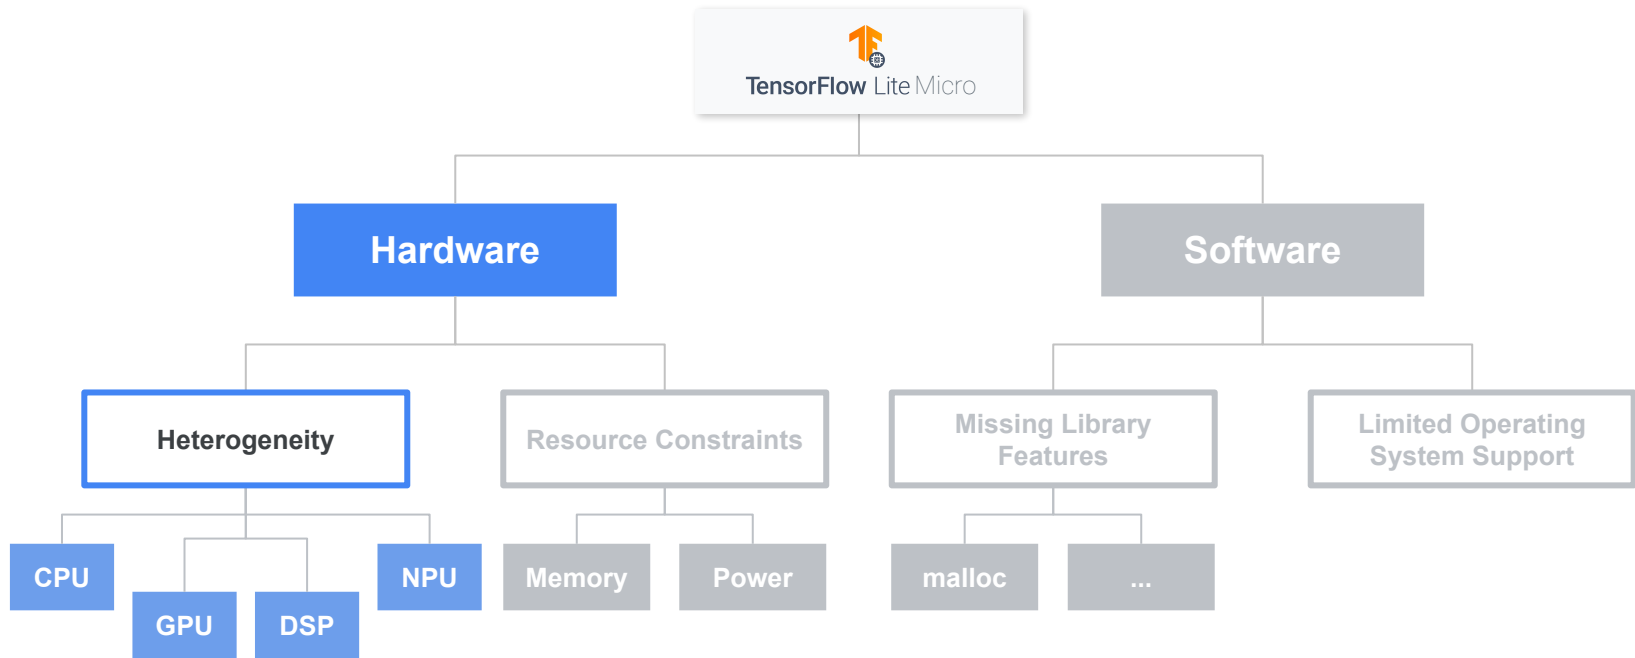 TensorFlow Lite Micro
Hardware
Software
Heterogeneity
Resource Constraints
Missing Library
Features
Limited Operating
System Support
CPU
GPU
DSP
NPU
Memory
Power
malloc
...